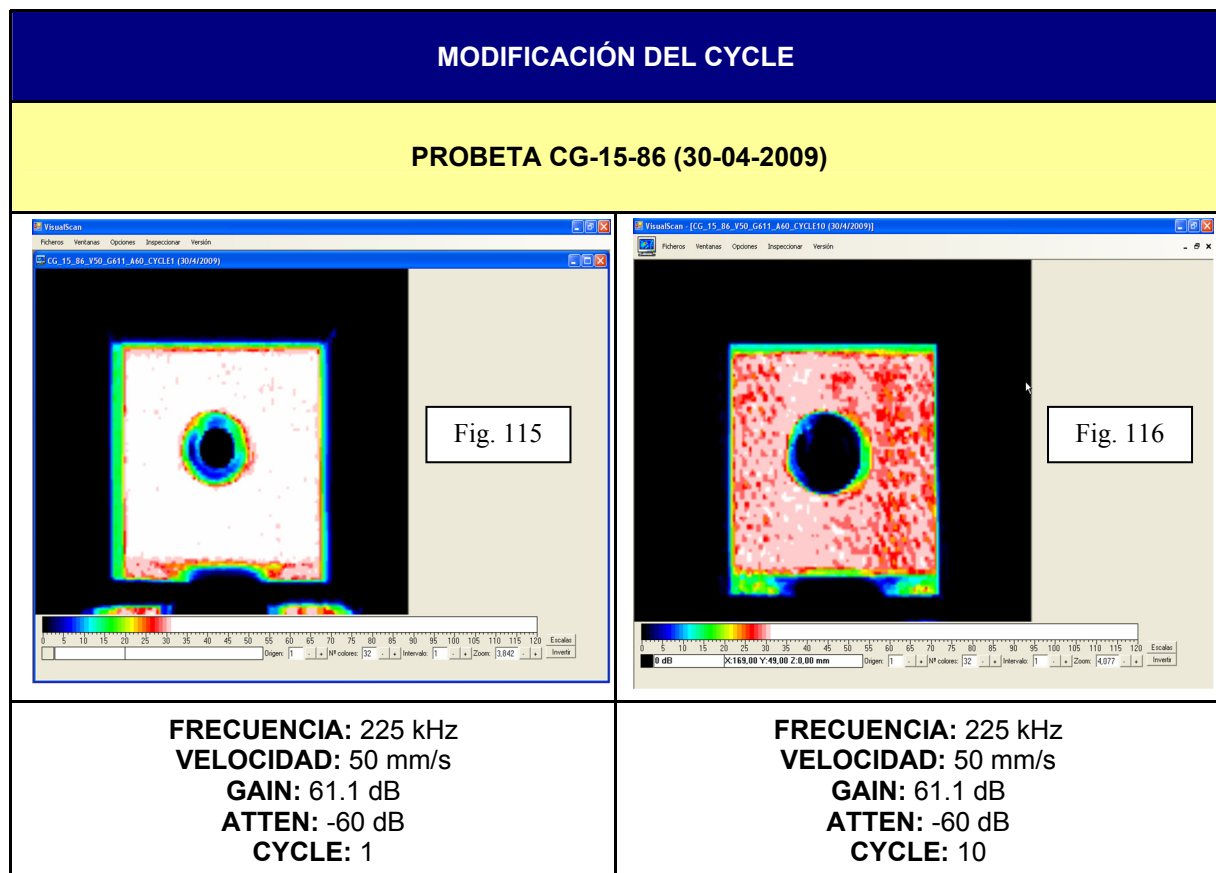 MODIFICACIÓN DEL CYCLE
PROBETA CG-15-86 (30-04-2009)
VisualScan
Ficheros Ventanas Opciones Inspeccionar Versión
CG_15_86_V50_G611_A60_CYCLE1 (30/4/2009)
Fig. 115
0 5 10 15 20 25 30 35 40 45 50 55 60 65 70 75 80 85 90 95 100 105 110 115 120 Escalas
Origen: 1 - + Nº colores: 32 - + Intervalo: 1 - + Zoom: 3,842 - + Invertir
VisualScan - [CG_15_86_V50_G611_A60_CYCLE10 (30/4/2009)]
Ficheros Ventanas Opciones Inspeccionar Versión
Fig. 116
0 5 10 15 20 25 30 35 40 45 50 55 60 65 70 75 80 85 90 95 100 105 110 115 120 Escalas
0 dB X:169,00 Y:49,00 Z:0,00 mm Origen: 1 - + Nº colores: 32 - + Intervalo: 1 - + Zoom: 4,077 - + Invertir
FRECUENCIA: 225 kHz
VELOCIDAD: 50 mm/s
GAIN: 61.1 dB
ATTEN: -60 dB
CYCLE: 1
FRECUENCIA: 225 kHz
VELOCIDAD: 50 mm/s
GAIN: 61.1 dB
ATTEN: -60 dB
CYCLE: 10